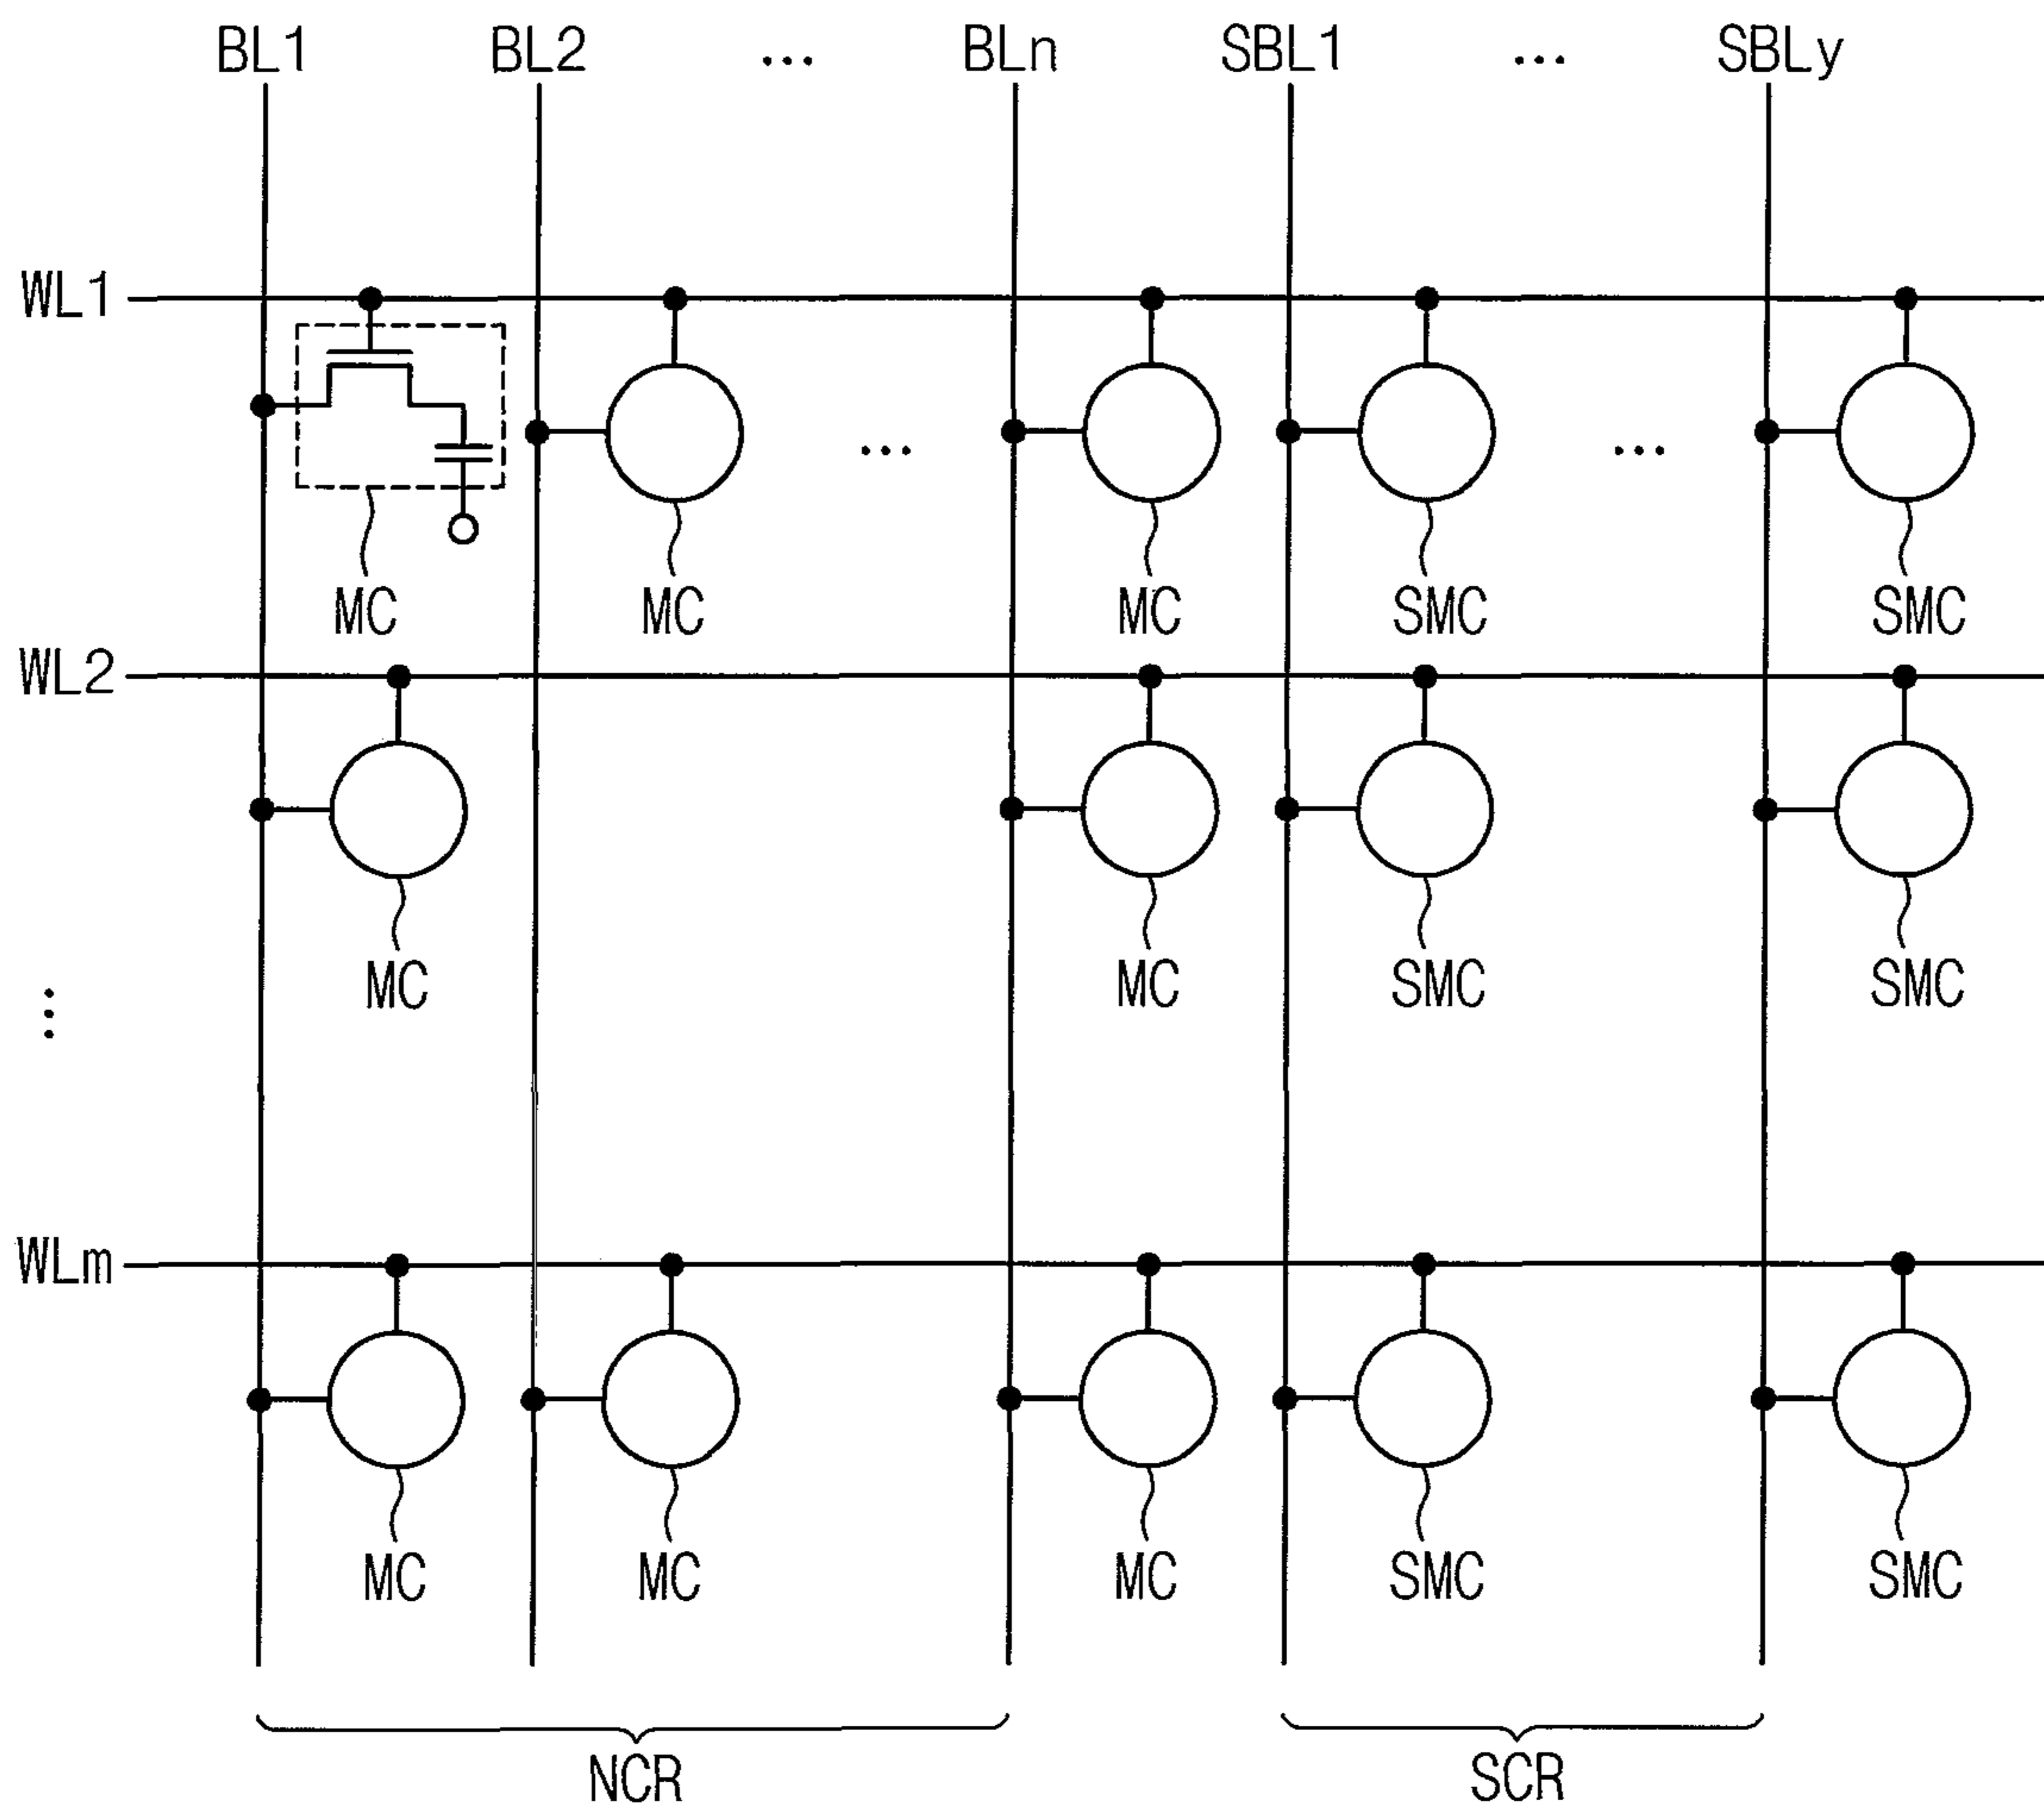 BL1 BL2 ... BLn SBL1 ... SBLy
WL1
... ...
MC MC MC SMC SMC
WL2
MC MC SMC SMC
⋮
WLm
MC MC MC SMC SMC
NCR SCR